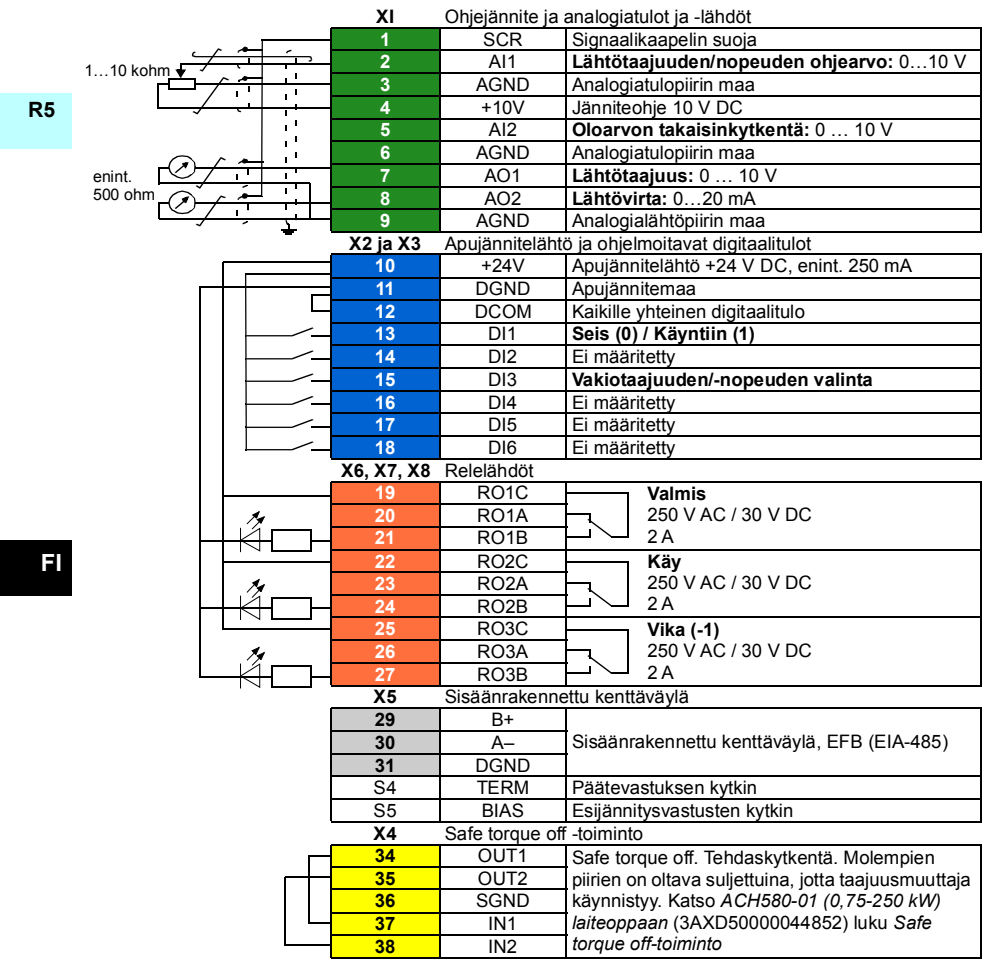 XI Ohjejännite ja analogiatulot ja -lähdöt
1 SCR Signaalikaapelin suoja
2 AI1 Lähtötaajuuden/nopeuden ohjearvo: 0…10 V
1…10 kohm
3 AGND Analogiatulopiirin maa
4 +10V Jänniteohje 10 V DC
R5
5 AI2 Oloarvon takaisinkytkentä: 0 … 10 V
6 AGND Analogiatulopiirin maa
7 AO1 Lähtötaajuus: 0 … 10 V
enint.
500 ohm
8 AO2 Lähtövirta: 0…20 mA
9 AGND Analogialähtöpiirin maa
X2 ja X3 Apujännitelähtö ja ohjelmoitavat digitaalitulot
10 +24V Apujännitelähtö +24 V DC, enint. 250 mA
11 DGND Apujännitemaa
12 DCOM Kaikille yhteinen digitaalitulo
13 DI1 Seis (0) / Käyntiin (1)
14 DI2 Ei määritetty
15 DI3 Vakiotaajuuden/-nopeuden valinta
16 DI4 Ei määritetty
17 DI5 Ei määritetty
18 DI6 Ei määritetty
X6, X7, X8 Relelähdöt
19 RO1C Valmis
20 RO1A 250 V AC / 30 V DC
21 RO1B 2 A
FI
22 RO2C Käy
23 RO2A 250 V AC / 30 V DC
24 RO2B 2 A
25 RO3C Vika (-1)
26 RO3A 250 V AC / 30 V DC
27 RO3B 2 A
X5 Sisäänrakennettu kenttäväylä
29 B+
30 A– Sisäänrakennettu kenttäväylä, EFB (EIA-485)
31 DGND
S4 TERM Päätevastuksen kytkin
S5 BIAS Esijännitysvastusten kytkin
X4 Safe torque off -toiminto
34 OUT1 Safe torque off. Tehdaskytkentä. Molempien
35 OUT2 piirien on oltava suljettuina, jotta taajuusmuuttaja
36 SGND käynnistyy. Katso ACH580-01 (0,75-250 kW)
37 IN1 laiteoppaan (3AXD50000044852) luku Safe
38 IN2 torque off-toiminto